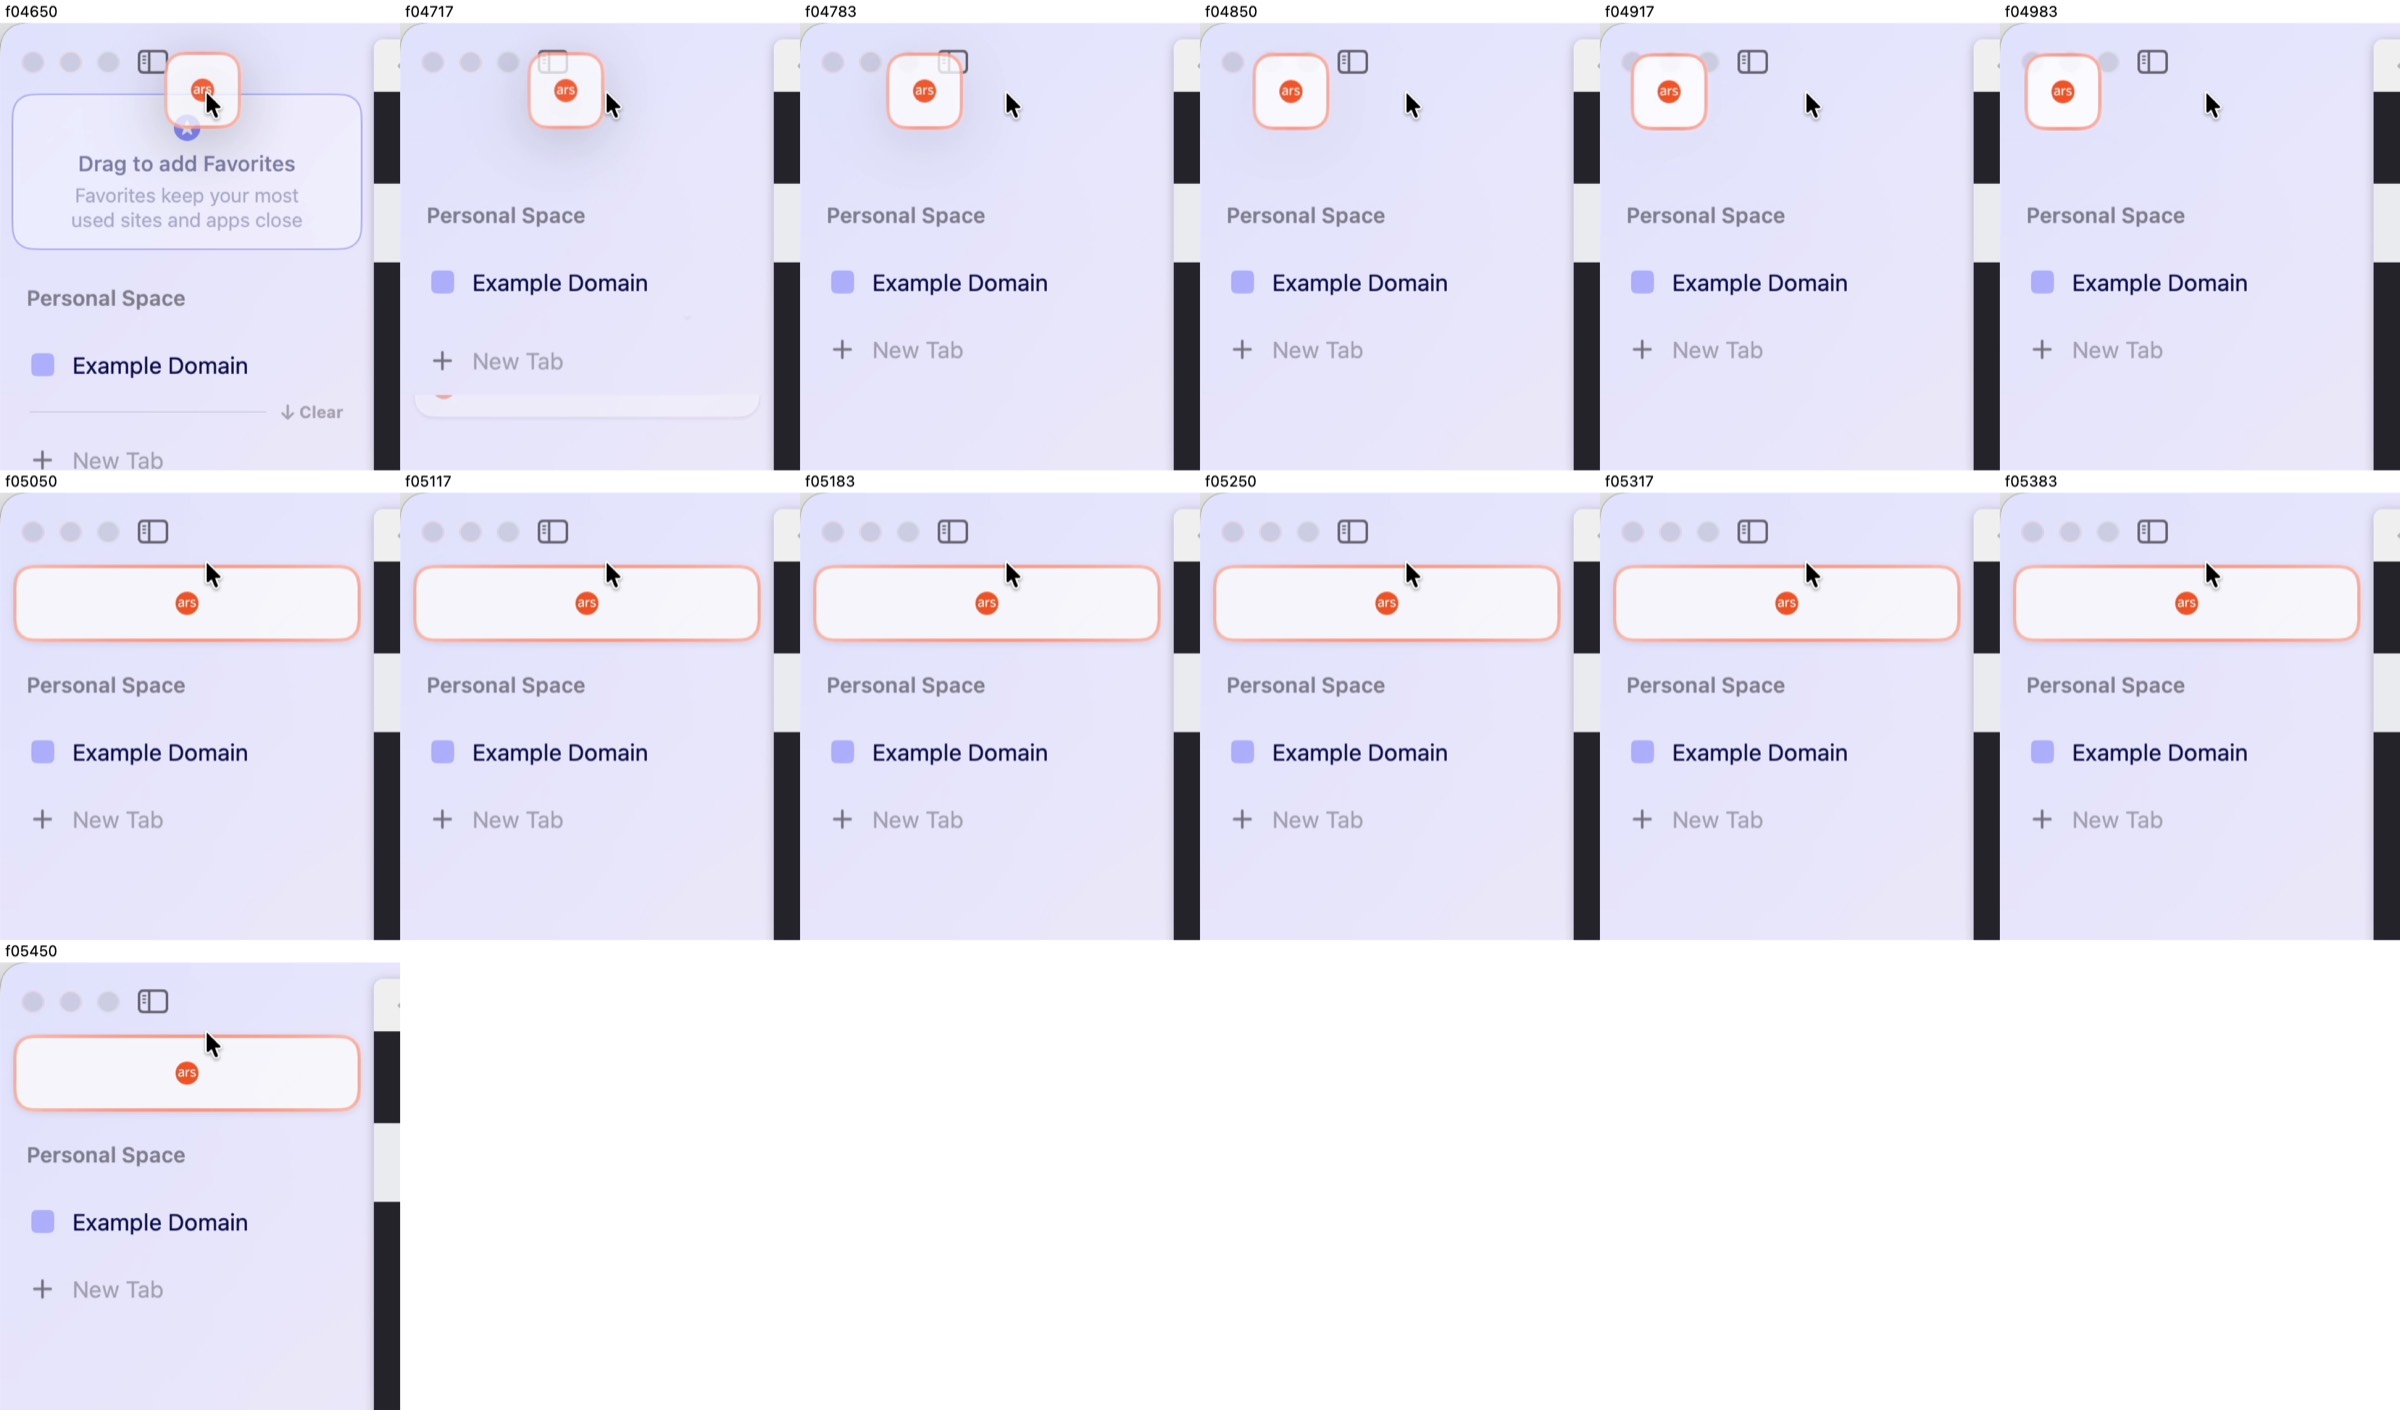 f04650
ars
Drag to add Favorites
Favorites keep your most
used sites and apps close
Personal Space
Example Domain
Clear
New Tab
f04717
ars
Personal Space
Example Domain
New Tab
f04783
ars
Personal Space
Example Domain
New Tab
f04850
ars
Personal Space
Example Domain
New Tab
f04917
ars
Personal Space
Example Domain
New Tab
f04983
ars
Personal Space
Example Domain
New Tab
f05050
ars
Personal Space
Example Domain
New Tab
f05117
ars
Personal Space
Example Domain
New Tab
f05183
ars
Personal Space
Example Domain
New Tab
f05250
ars
Personal Space
Example Domain
New Tab
f05317
ars
Personal Space
Example Domain
New Tab
f05383
ars
Personal Space
Example Domain
New Tab
f05450
ars
Personal Space
Example Domain
New Tab